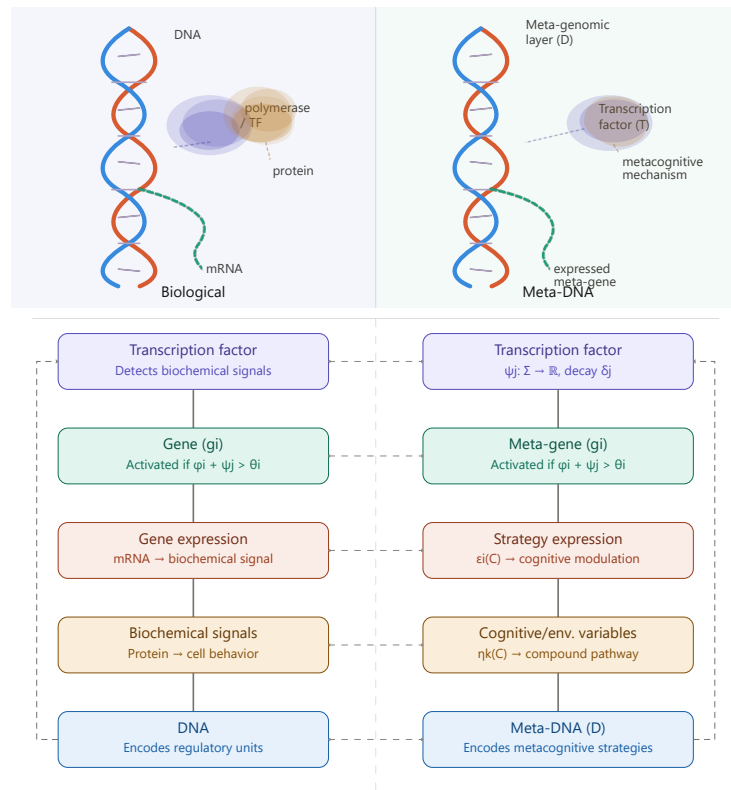 DNA
polymerase
/ TF
protein
mRNA
Biological
Meta-genomic
layer (D)
Transcription
factor (T)
metacognitive
mechanism
expressed
meta-gene
Meta-DNA
Transcription factor
Detects biochemical signals
Transcription factor
ψj: Σ → ℝ, decay δj
Gene (gi)
Activated if φi + ψj > θi
Meta-gene (gi)
Activated if φi + ψj > θi
Gene expression
mRNA → biochemical signal
Strategy expression
εi(C) → cognitive modulation
Biochemical signals
Protein → cell behavior
Cognitive/env. variables
ηk(C) → compound pathway
DNA
Encodes regulatory units
Meta-DNA (D)
Encodes metacognitive strategies